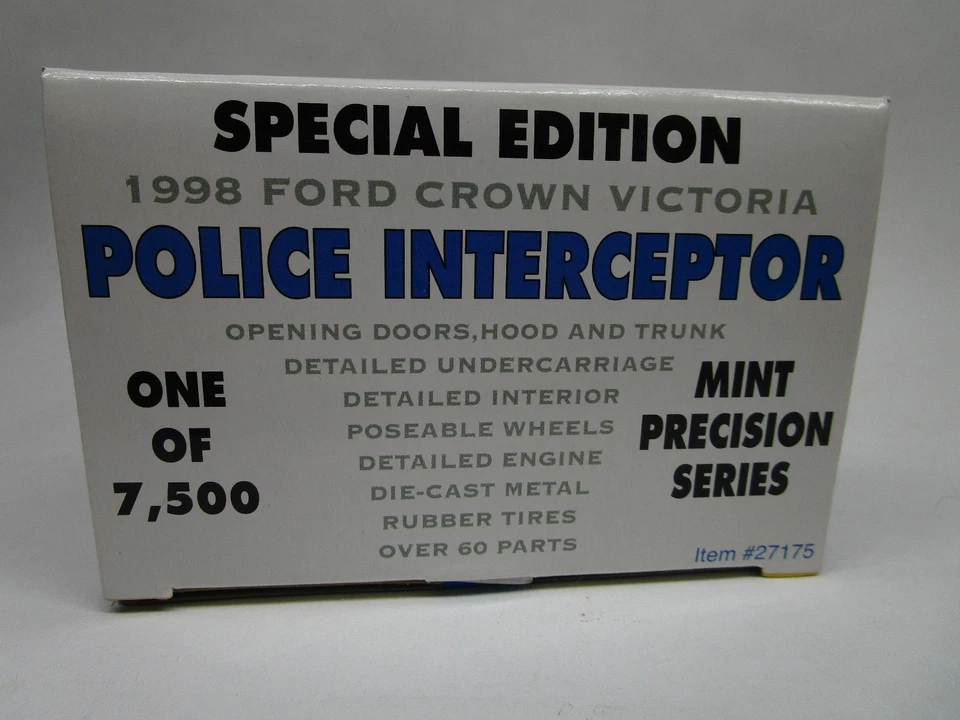 SPECIAL EDITION
1998 FORD CROWN VICTORIA
POLICE INTERCEPTOR
OPENING DOORS,HOOD AND TRUNK
DETAILED UNDERCARRIAGE
DETAILED INTERIOR
POSEABLE WHEELS
DETAILED ENGINE
DIE-CAST METAL
RUBBER TIRES
OVER 60 PARTS
ONE
OF
7,500
MINT
PRECISION
SERIES
Item #27175